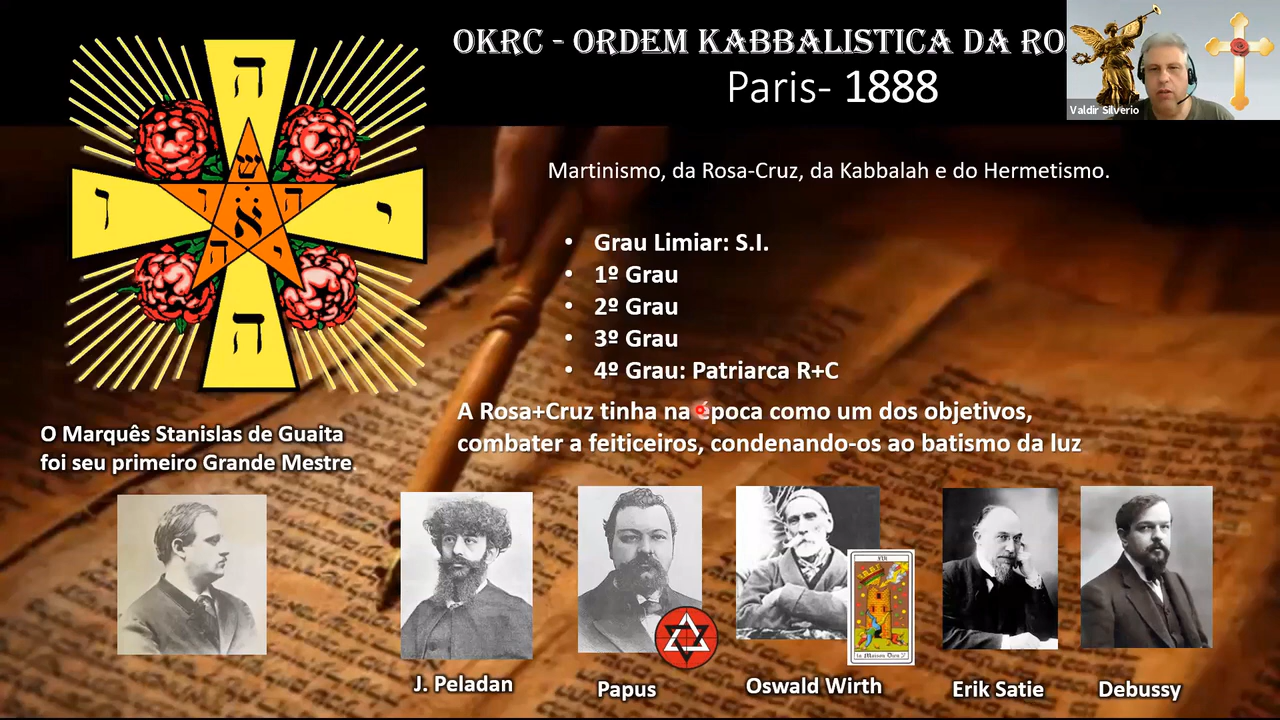 OKRC - ORDEM KABBALISTICA DA RO
Paris- 1888
Valdir Silverio
Martinismo, da Rosa-Cruz, da Kabbalah e do Hermetismo.
• Grau Limiar: S.I.
• 1º Grau
• 2º Grau
• 3º Grau
• 4º Grau: Patriarca R+C
A Rosa+Cruz tinha na época como um dos objetivos,
combater a feiticeiros, condenando-os ao batismo da luz
O Marquês Stanislas de Guaita
foi seu primeiro Grande Mestre.
ה
ש
ו ו ה י
א
ה י
ה
J. Peladan
Papus
Oswald Wirth
Erik Satie
Debussy